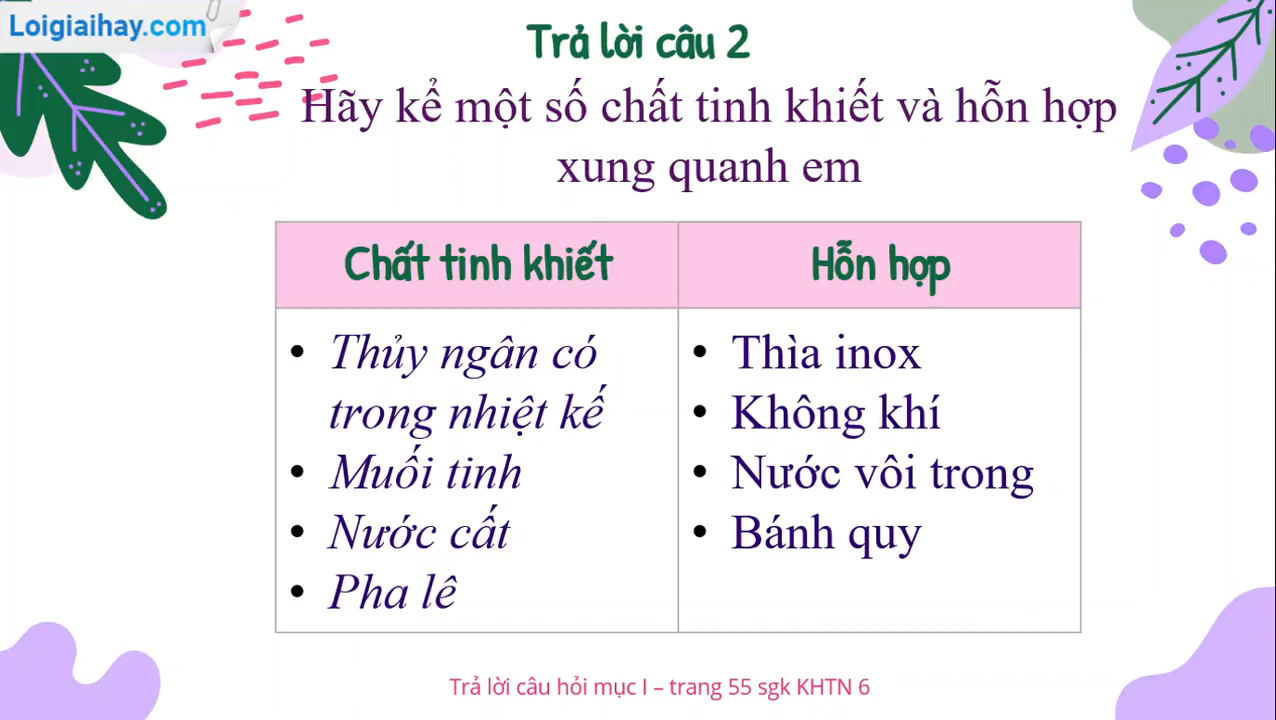 Loigiaihay.com
Trả lời câu 2
Hãy kể một số chất tinh khiết và hỗn hợp
xung quanh em
Chất tinh khiết
Hỗn hợp
• Thủy ngân có
trong nhiệt kế
• Muối tinh
• Nước cất
• Pha lê
• Thìa inox
• Không khí
• Nước vôi trong
• Bánh quy
Trả lời câu hỏi mục I – trang 55 sgk KHTN 6